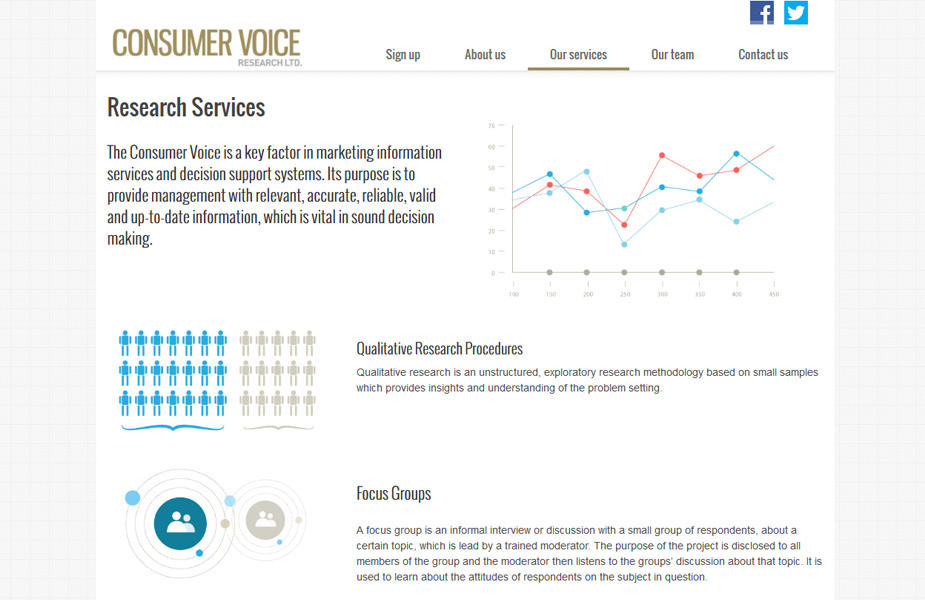 CONSUMER VOICE
RESEARCH LTD.
Sign up
About us
Our services
Our team
Contact us
Research Services
The Consumer Voice is a key factor in marketing information
services and decision support systems. Its purpose is to
provide management with relevant, accurate, reliable, valid
and up-to-date information, which is vital in sound decision
making.
70
60
50
40
30
20
10
0
100 150 200 250 300 350 400 450
Qualitative Research Procedures
Qualitative research is an unstructured, exploratory research methodology based on small samples
which provides insights and understanding of the problem setting.
Focus Groups
A focus group is an informal interview or discussion with a small group of respondents, about a
certain topic, which is lead by a trained moderator. The purpose of the project is disclosed to all
members of the group and the moderator then listens to the groups' discussion about that topic. It is
used to learn about the attitudes of respondents on the subject in question.